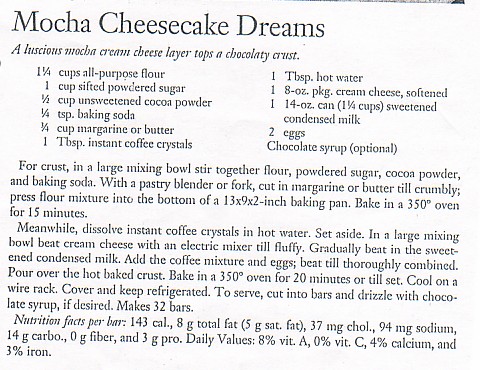 Mocha Cheesecake Dreams
A luscious mocha cream cheese layer tops a chocolaty crust.
1¼ cups all-purpose flour
1 cup sifted powdered sugar
½ cup unsweetened cocoa powder
¼ tsp. baking soda
¾ cup margarine or butter
1 Tbsp. instant coffee crystals
1 Tbsp. hot water
1 8-oz. pkg. cream cheese, softened
1 14-oz. can (1¼ cups) sweetened
condensed milk
2 eggs
Chocolate syrup (optional)
For crust, in a large mixing bowl stir together flour, powdered sugar, cocoa powder,
and baking soda. With a pastry blender or fork, cut in margarine or butter till crumbly;
press flour mixture into the bottom of a 13x9x2-inch baking pan. Bake in a 350° oven
for 15 minutes.
Meanwhile, dissolve instant coffee crystals in hot water. Set aside. In a large mixing
bowl beat cream cheese with an electric mixer till fluffy. Gradually beat in the sweet-
ened condensed milk. Add the coffee mixture and eggs; beat till thoroughly combined.
Pour over the hot baked crust. Bake in a 350° oven for 20 minutes or till set. Cool on a
wire rack. Cover and keep refrigerated. To serve, cut into bars and drizzle with choco-
late syrup, if desired. Makes 32 bars.
Nutrition facts per bar: 143 cal., 8 g total fat (5 g sat. fat), 37 mg chol., 94 mg sodium,
14 g carbo., 0 g fiber, and 3 g pro. Daily Values: 8% vit. A, 0% vit. C, 4% calcium, and
3% iron.